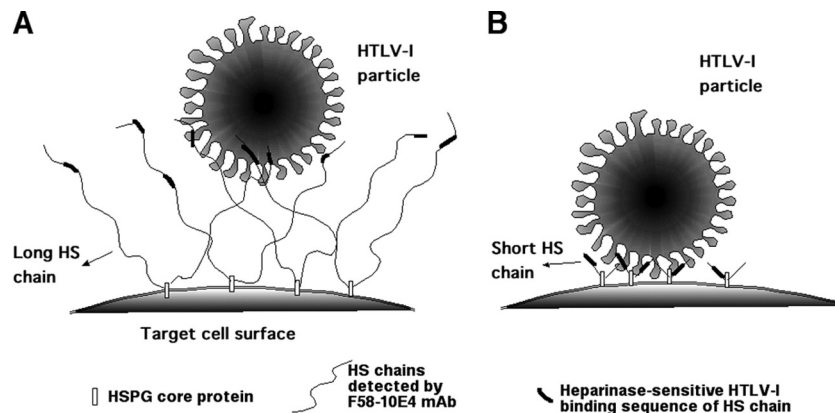 A
HTLV-I
particle
Long HS
chain
Target cell surface
B
HTLV-I
particle
Short HS
chain
HSPG core protein
HS chains
detected by
F58-10E4 mAb
Heparinase-sensitive HTLV-I
binding sequence of HS chain